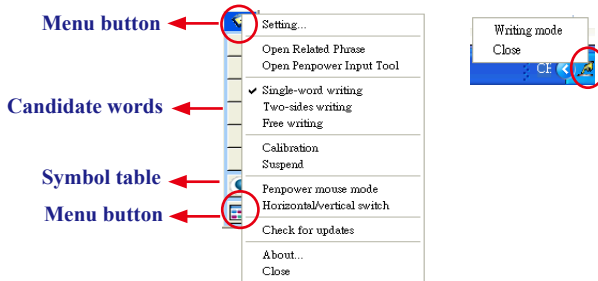 Menu button
Candidate words
Symbol table
Menu button
Setting...
Open Related Phrase
Open Penpower Input Tool
Single-word writing
Two-sides writing
Free writing
Calibration
Suspend
Penpower mouse mode
Horizontal/vertical switch
Check for updates
About...
Close
Writing mode
Close